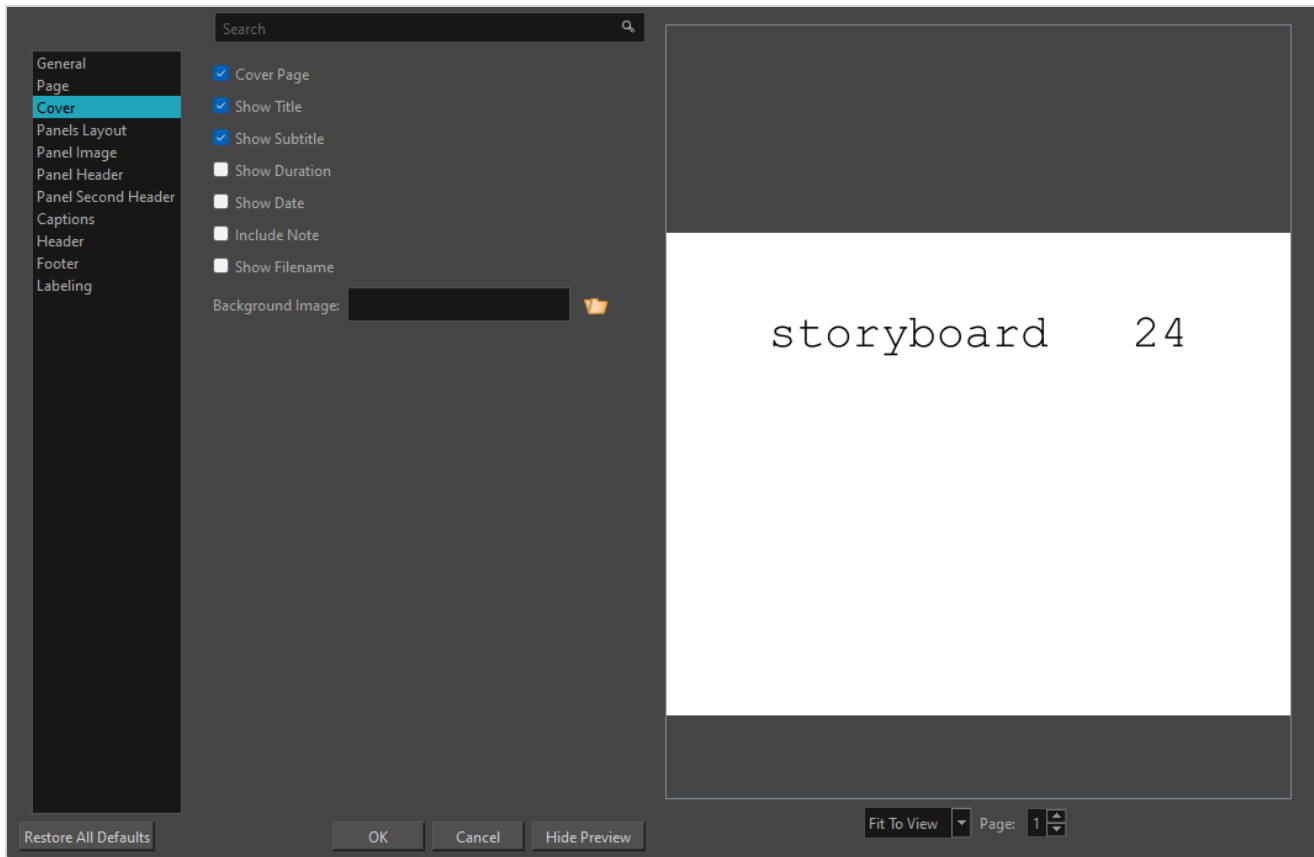 Search
General
Page
Cover
Panels Layout
Panel Image
Panel Header
Panel Second Header
Captions
Header
Footer
Labeling
Cover Page
Show Title
Show Subtitle
Show Duration
Show Date
Include Note
Show Filename
Background Image:
storyboard 24
Restore All Defaults
OK
Cancel
Hide Preview
Fit To View
Page: 1